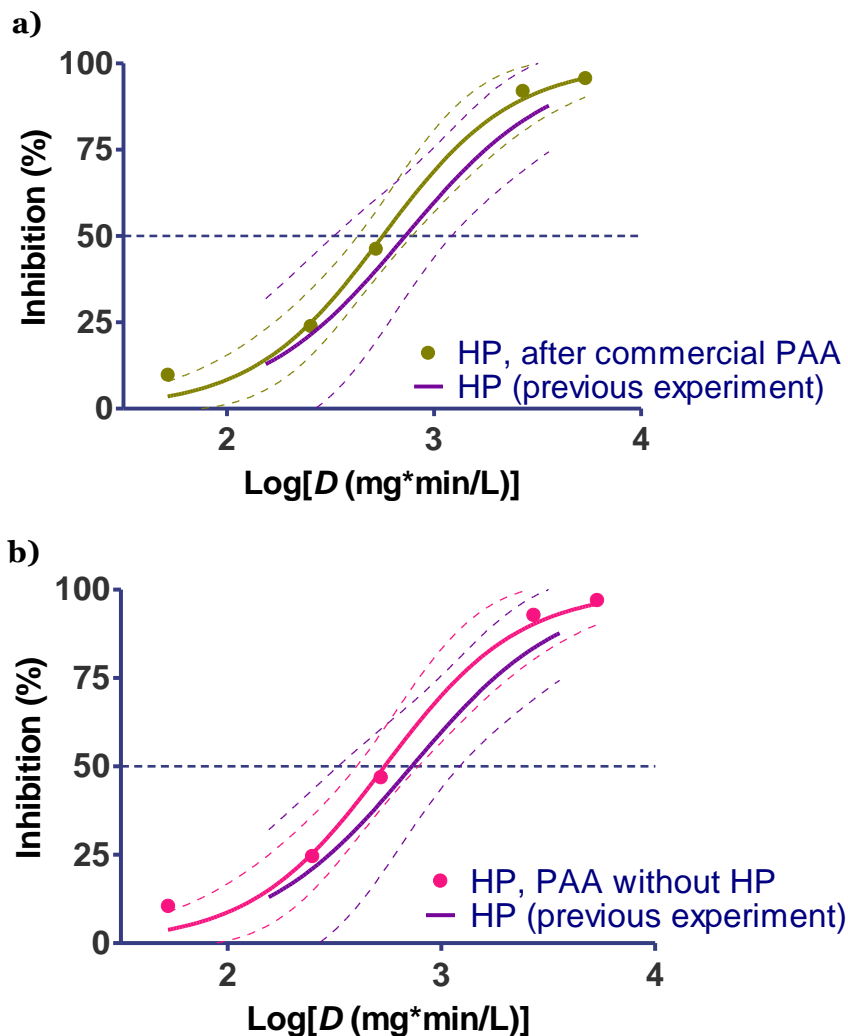 a)
100
75
50
25
0
Inhibition (%)
HP, after commercial PAA
HP (previous experiment)
2 3 4
Log[D (mg*min/L)]
b)
100
75
50
25
0
Inhibition (%)
HP, PAA without HP
HP (previous experiment)
2 3 4
Log[D (mg*min/L)]